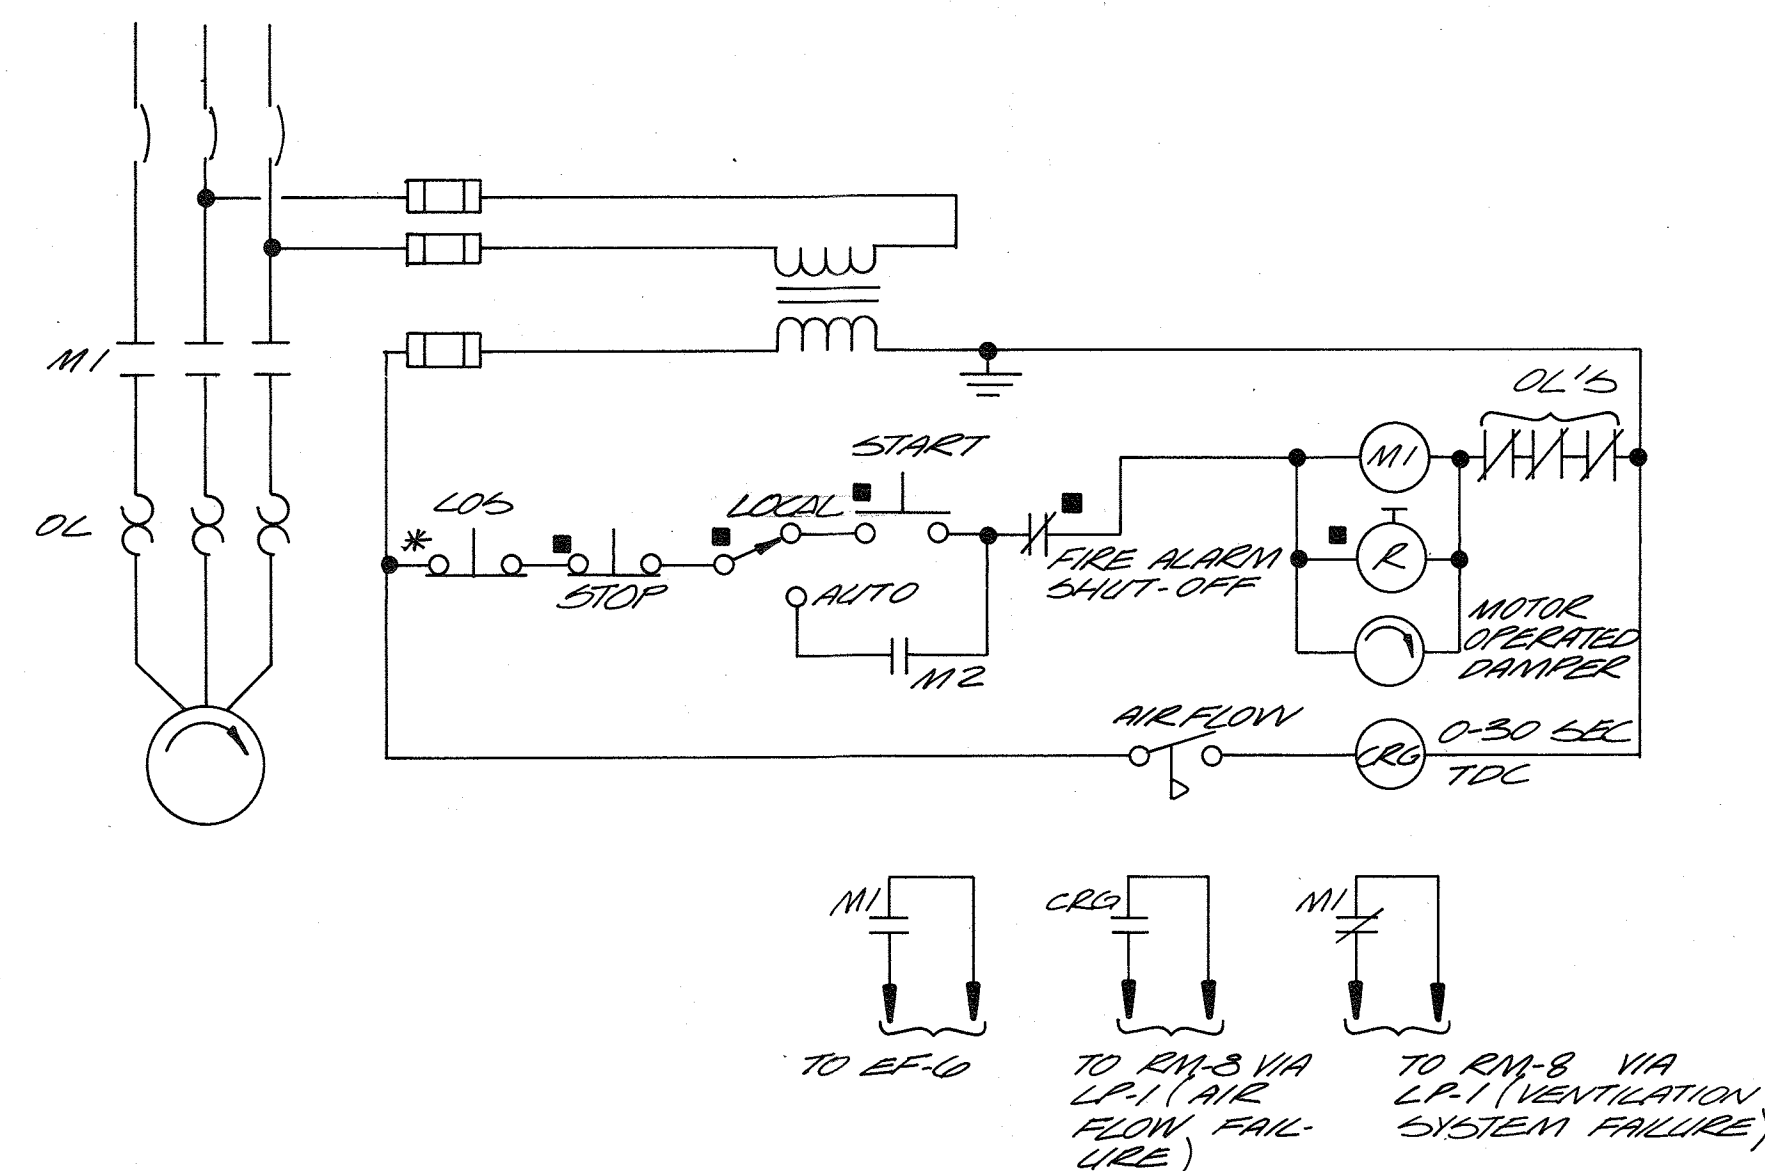 M1
OL'S
START
M1
LOS
LOCAL
OL
*
STOP
FIRE ALARM
SHUT-OFF
R
AUTO
MOTOR
OPERATED
DAMPER
M2
AIRFLOW
CRG
0-30 SEC
TDC
M1
CRG
M1
TO EF-6
TO RM-8 VIA
LP-1 (AIR
FLOW FAIL-
URE)
TO RM-8 VIA
LP-1 (VENTILATION
SYSTEM FAILURE)